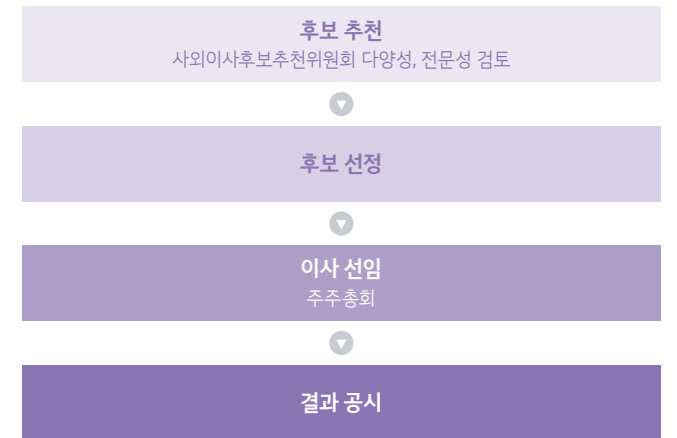 후보 추천
사외이사후보추천위원회 다양성, 전문성 검토
후보 선정
이사 선임
주주총회
결과 공시